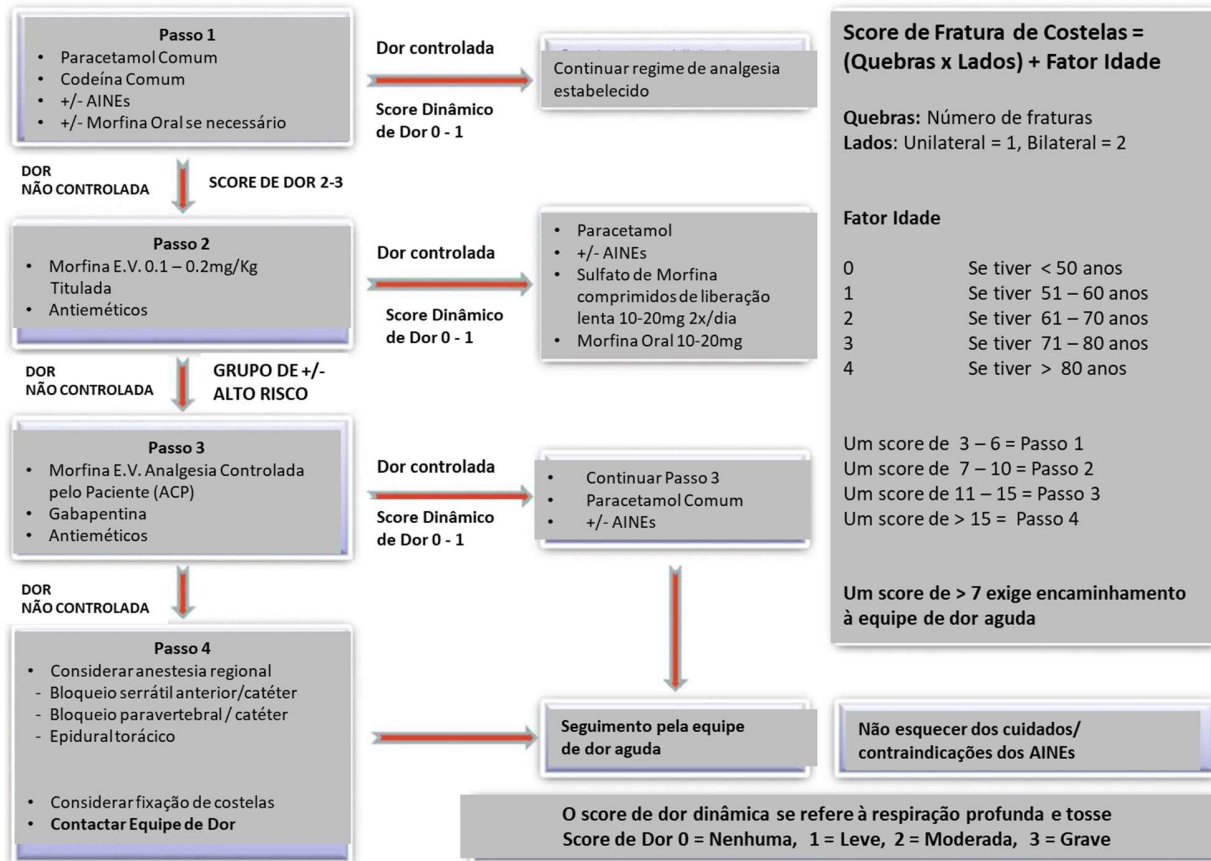 Passo 1
• Paracetamol Comum
• Codeína Comum
• +/- AINEs
• +/- Morfina Oral se necessário
Dor controlada
Score Dinâmico
de Dor 0 - 1
Continuar regime de analgesia
estabelecido
DOR
NÃO CONTROLADA
SCORE DE DOR 2-3
Passo 2
• Morfina E.V. 0.1 – 0.2mg/Kg
Titulada
• Antieméticos
Dor controlada
Score Dinâmico
de Dor 0 - 1
• Paracetamol
• +/- AINEs
• Sulfato de Morfina
comprimidos de liberação
lenta 10-20mg 2x/dia
• Morfina Oral 10-20mg
DOR
NÃO CONTROLADA
GRUPO DE +/-
ALTO RISCO
Passo 3
• Morfina E.V. Analgesia Controlada
pelo Paciente (ACP)
• Gabapentina
• Antieméticos
Dor controlada
Score Dinâmico
de Dor 0 - 1
• Continuar Passo 3
• Paracetamol Comum
• +/- AINEs
DOR
NÃO CONTROLADA
Passo 4
• Considerar anestesia regional
- Bloqueio serrátil anterior/catéter
- Bloqueio paravertebral / catéter
- Epidural torácico
• Considerar fixação de costelas
• Contactar Equipe de Dor
Seguimento pela equipe
de dor aguda
Score de Fratura de Costelas =
(Quebras x Lados) + Fator Idade
Quebras: Número de fraturas
Lados: Unilateral = 1, Bilateral = 2
Fator Idade
0 Se tiver < 50 anos
1 Se tiver 51 – 60 anos
2 Se tiver 61 – 70 anos
3 Se tiver 71 – 80 anos
4 Se tiver > 80 anos
Um score de 3 – 6 = Passo 1
Um score de 7 – 10 = Passo 2
Um score de 11 – 15 = Passo 3
Um score de > 15 = Passo 4
Um score de > 7 exige encaminhamento
à equipe de dor aguda
Não esquecer dos cuidados/
contraindicações dos AINEs
O score de dor dinâmica se refere à respiração profunda e tosse
Score de Dor 0 = Nenhuma, 1 = Leve, 2 = Moderada, 3 = Grave